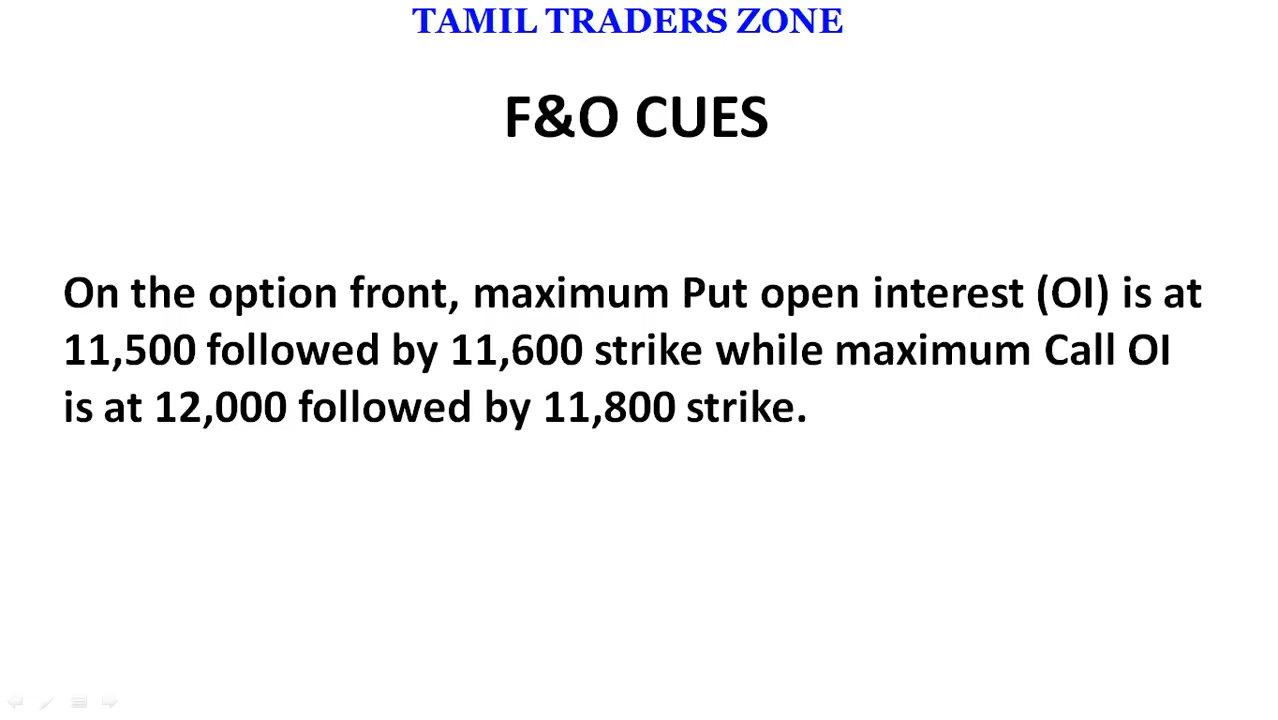 TAMIL TRADERS ZONE
F&O CUES
On the option front, maximum Put open interest (OI) is at
11,500 followed by 11,600 strike while maximum Call OI
is at 12,000 followed by 11,800 strike.